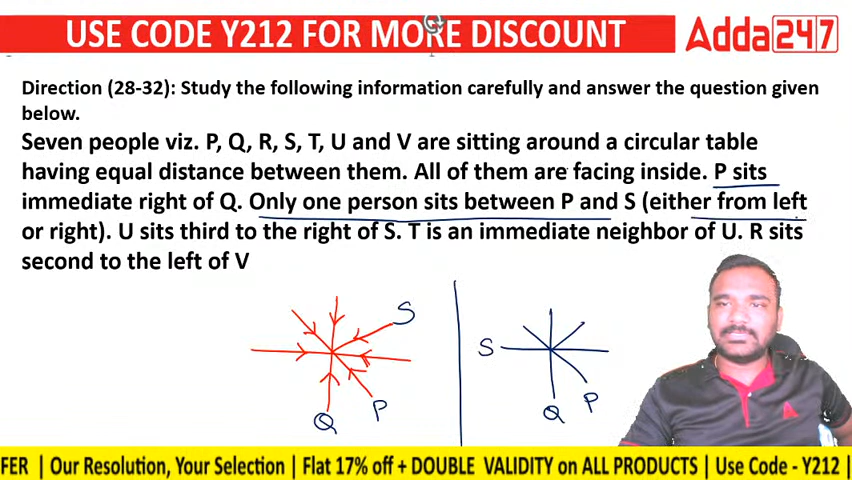 USE CODE Y212 FOR MORE DISCOUNT
Adda247
Direction (28-32): Study the following information carefully and answer the question given
below.
Seven people viz. P, Q, R, S, T, U and V are sitting around a circular table
having equal distance between them. All of them are facing inside. P sits
immediate right of Q. Only one person sits between P and S (either from left
or right). U sits third to the right of S. T is an immediate neighbor of U. R sits
second to the left of V
S
S
Q P
Q P
FER | Our Resolution, Your Selection | Flat 17% off + DOUBLE VALIDITY on ALL PRODUCTS | Use Code - Y212 |